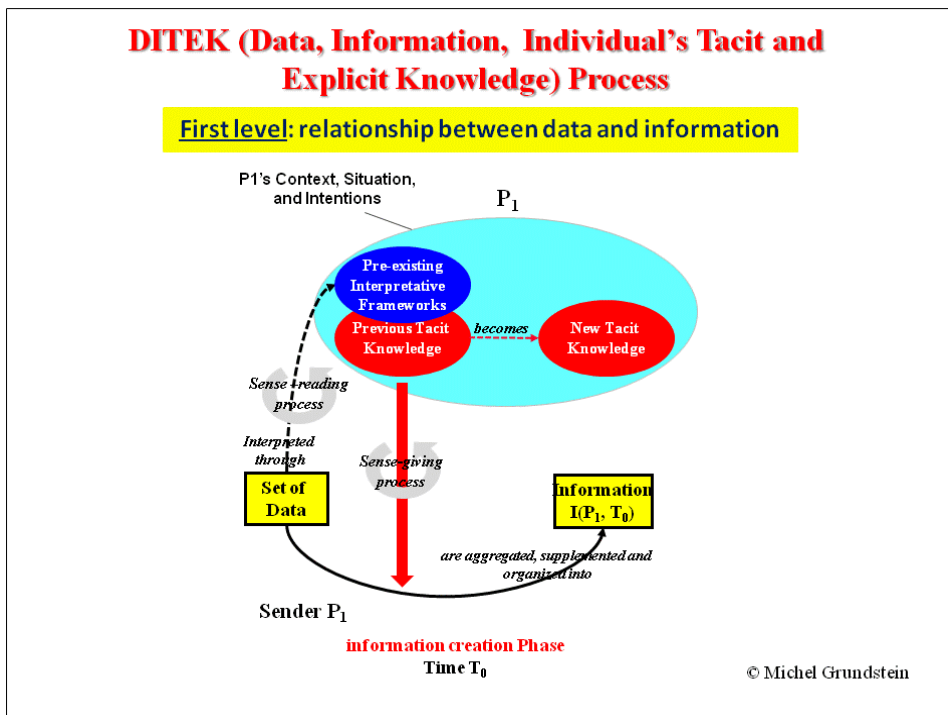 DITEK (Data, Information, Individual's Tacit and
Explicit Knowledge) Process
First level: relationship between data and information
P1's Context, Situation,
and Intentions
P₁
Pre-existing
Interpretative
Frameworks
Previous Tacit
Knowledge
becomes
New Tacit
Knowledge
Sense-reading
process
Interpreted
through
Sense-giving
process
Set of
Data
Information
I(P₁, T₀)
are aggregated, supplemented and
organized into
Sender P₁
information creation Phase
Time T₀
© Michel Grundstein